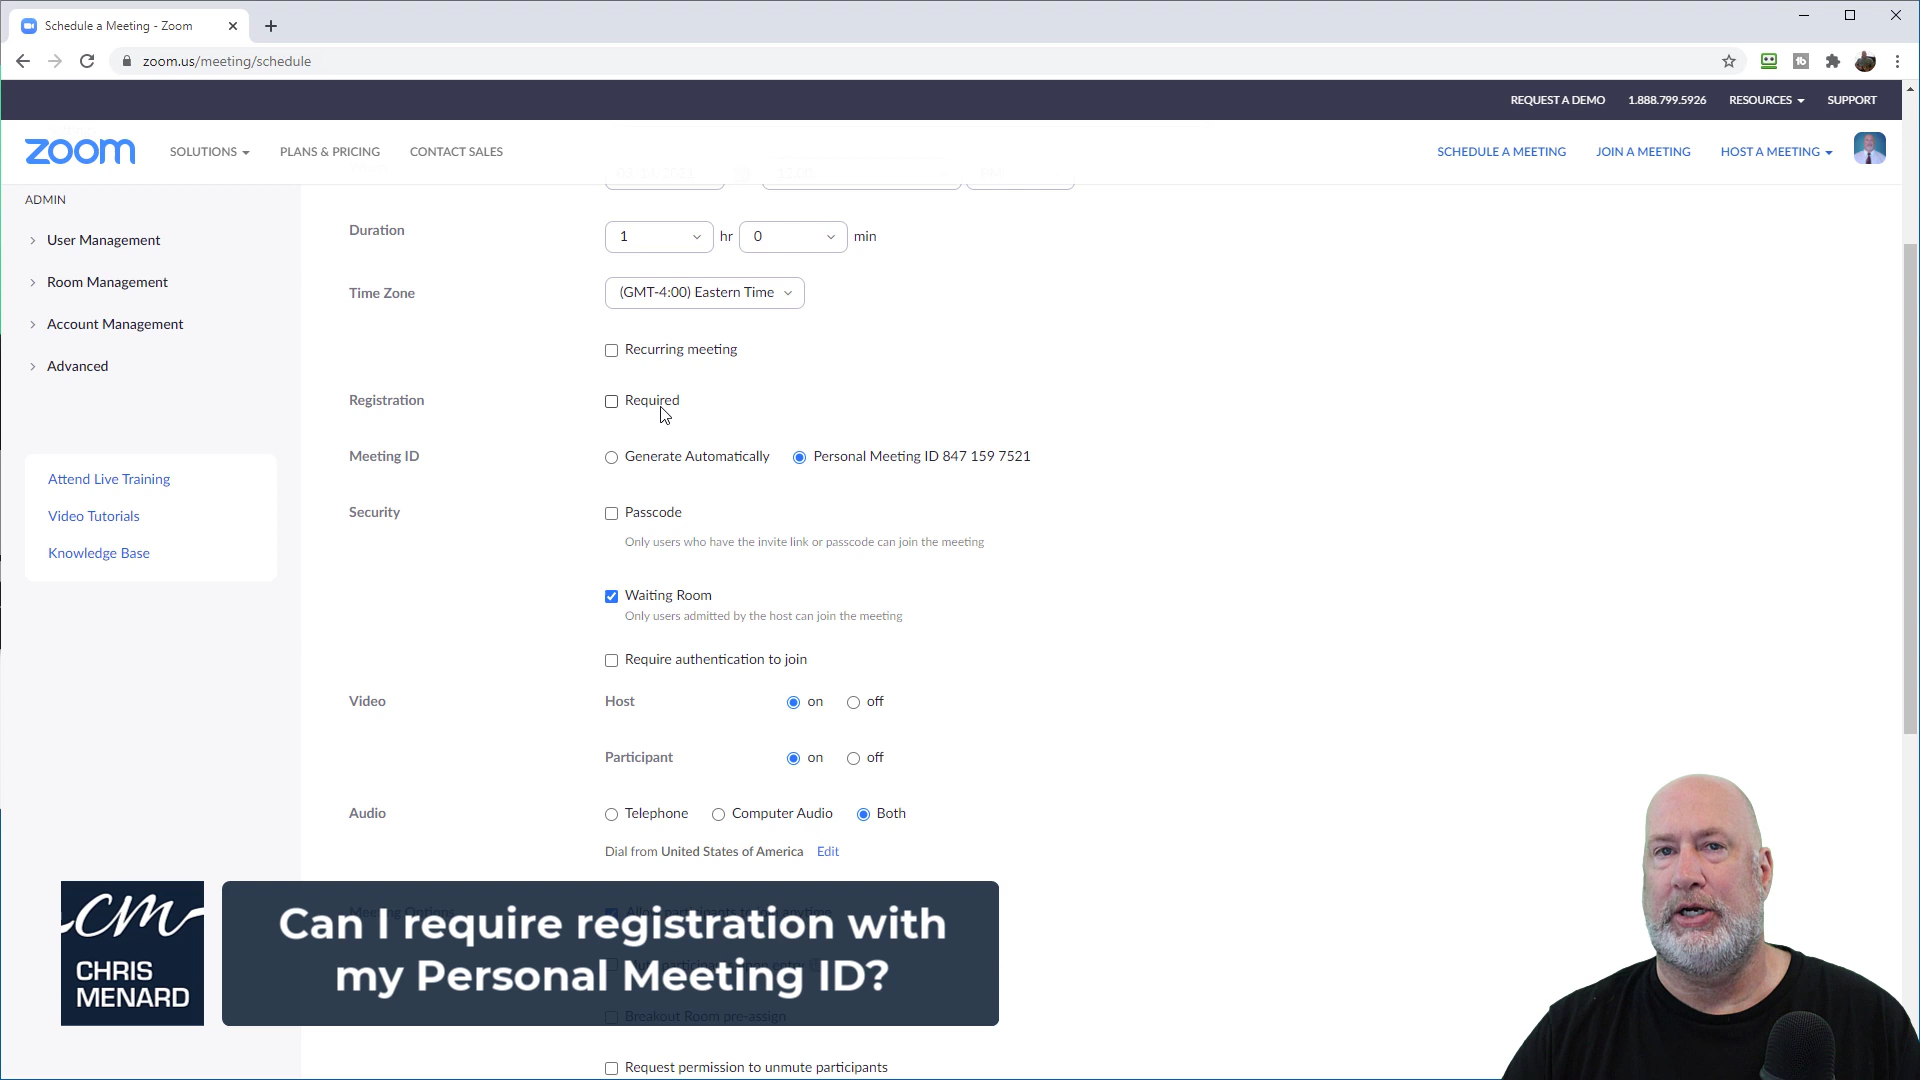 Schedule a Meeting - Zoom
zoom.us/meeting/schedule
REQUEST A DEMO 1.888.799.5926 RESOURCES SUPPORT
zoom SOLUTIONS PLANS & PRICING CONTACT SALES SCHEDULE A MEETING JOIN A MEETING HOST A MEETING
ADMIN
User Management
Room Management
Account Management
Advanced
Attend Live Training
Video Tutorials
Knowledge Base
Duration 1 hr 0 min
Time Zone (GMT-4:00) Eastern Time
Recurring meeting
Registration Required
Meeting ID Generate Automatically Personal Meeting ID 847 159 7521
Security Passcode
Only users who have the invite link or passcode can join the meeting
Waiting Room
Only users admitted by the host can join the meeting
Require authentication to join
Video Host on off
Participant on off
Audio Telephone Computer Audio Both
Dial from United States of America Edit
cm
CHRIS
MENARD
Can I require registration with
my Personal Meeting ID?
Breakout Room pre-assign
Request permission to unmute participants